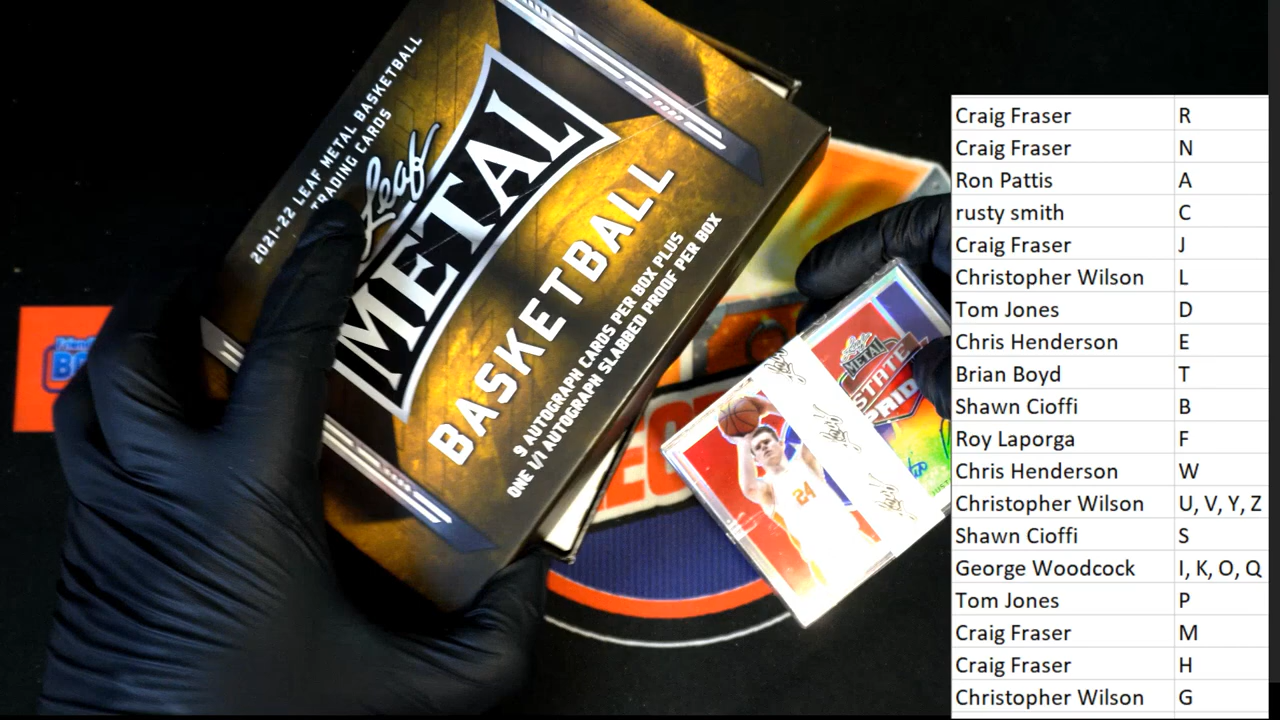 2021-22 LEAF METAL BASKETBALL
TRADING CARDS
Leaf
METAL
BASKETBALL
9 AUTOGRAPH CARDS PER BOX PLUS
ONE 1/1 AUTOGRAPH SLABBED PROOF PER BOX
METAL
STATE
24
Craig Fraser R
Craig Fraser N
Ron Pattis A
rusty smith C
Craig Fraser J
Christopher Wilson L
Tom Jones D
Chris Henderson E
Brian Boyd T
Shawn Cioffi B
Roy Laporga F
Chris Henderson W
Christopher Wilson U, V, Y, Z
Shawn Cioffi S
George Woodcock I, K, O, Q
Tom Jones P
Craig Fraser M
Craig Fraser H
Christopher Wilson G